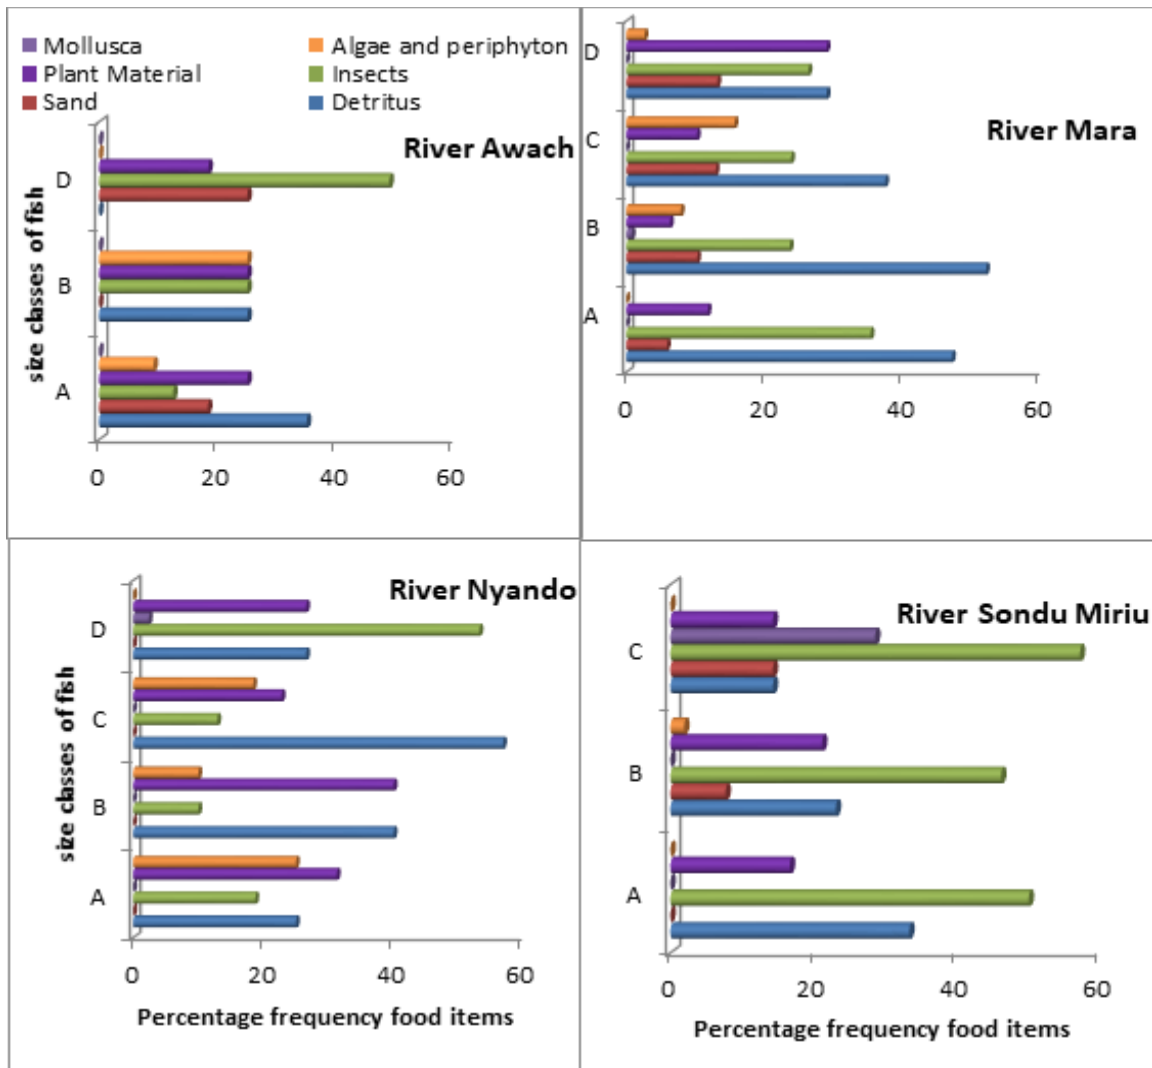 Mollusca
Algae and periphyton
Plant Material
Insects
Sand
Detritus
River Awach
size classes of fish
D
B
A
0 20 40 60
River Mara
D
C
B
A
0 20 40 60
River Nyando
size classes of fish
D
C
B
A
0 20 40 60
Percentage frequency food items
River Sondu Miriu
C
B
A
0 20 40 60
Percentage frequency food items